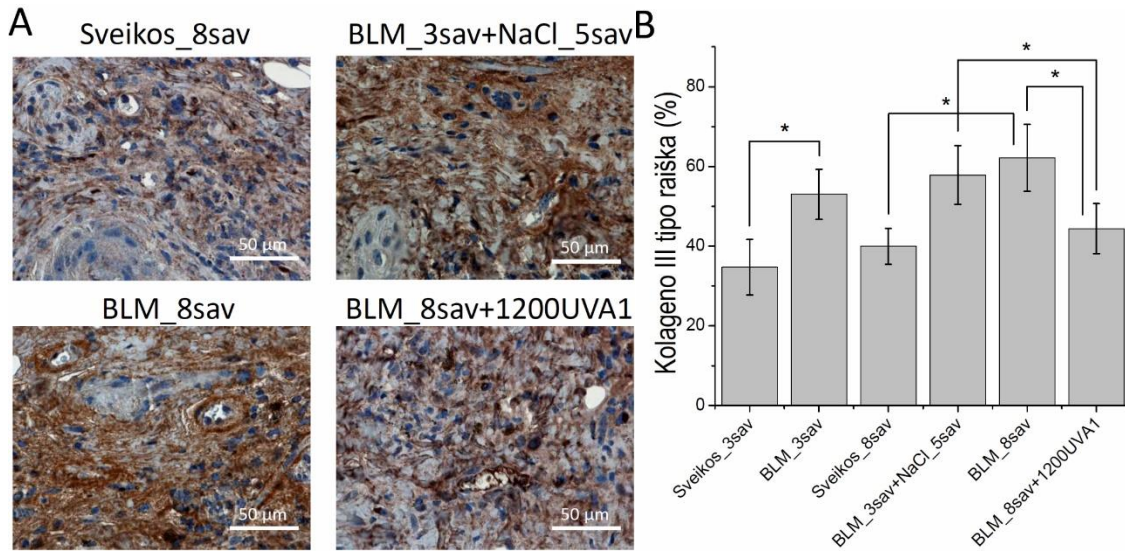 A
B
Sveikos_8sav
BLM_3sav+NaCl_5sav
50 µm
50 µm
BLM_8sav
BLM_8sav+1200UVA1
50 µm
50 µm
Kolageno III tipo raiška (%)
80
60
40
20
0
*
*
*
*
Sveikos_3sav
BLM_3sav
Sveikos_8sav
BLM_3sav+NaCl_5sav
BLM_8sav
BLM_8sav+1200UVA1